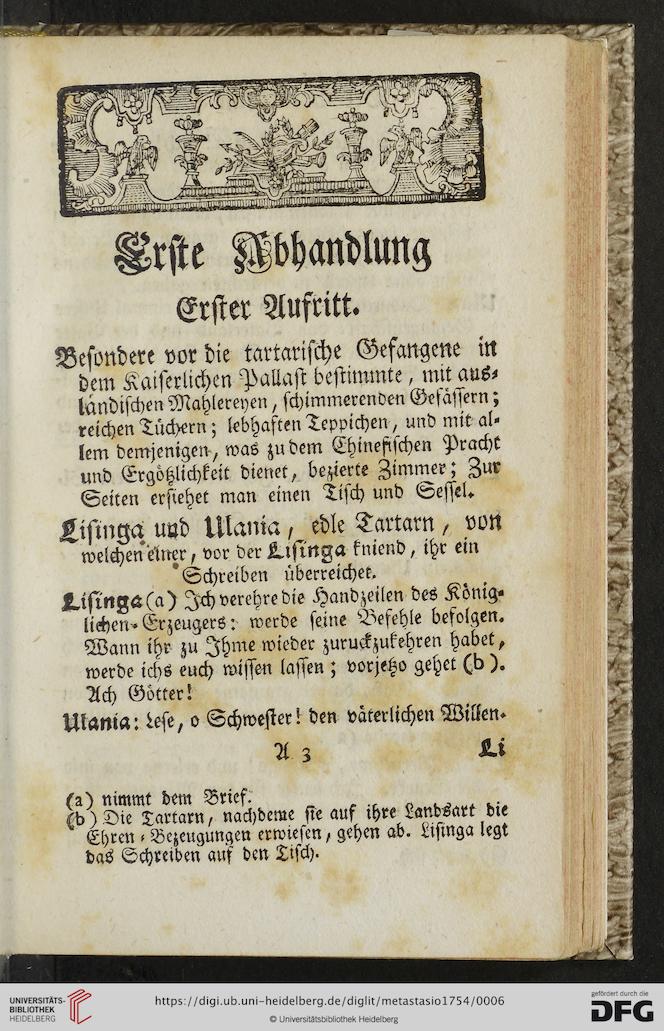 Erste Abhandlung
Erster Aufritt.
Besondere vor die tartarische Gefangene in
dem Kaiserlichen Pallast bestimmte, mit aus-
ländischen Mahlereyen, schimmerenden Gefässern;
reichen Tüchern; lebhaften Teppichen, und mit al-
lem demjenigen, was zu dem Chinesischen Pracht
und Ergötzlichkeit dienet, bezierte Zimmer; Zur
Seiten ersiehet man einen Tisch und Sessel.
Lisinga und Ulania, edle Tartarn, von
welchen einer, vor der Lisinga kniend, ihr ein
Schreiben überreichet.
Lisinga (a) Ich verehre die Handzeilen des König-
lichen-Erzeugers: werde seine Befehle befolgen.
Wann ihr zu Ihme wieder zuruckzukehren habet,
werde ichs euch wissen lassen; vorjetzo gehet (b).
Ach Götter!
Ulania: Lese, o Schwester! den väterlichen Willen.
A 3 Li
(a) nimmt dem Brief.
(b) Die Tartarn, nachdeme sie auf ihre Landsart die
Ehren-Bezeugungen erwiesen, gehen ab. Lisinga legt
das Schreiben auf den Tisch.
UNIVERSITÄTS-
BIBLIOTHEK
HEIDELBERG
https://digi.ub.uni-heidelberg.de/diglit/metastasio1754/0006
© Universitätsbibliothek Heidelberg
gefördert durch die
DFG